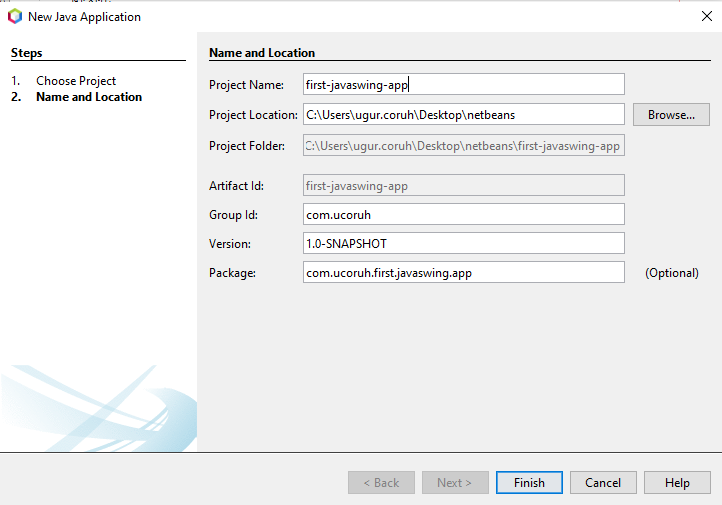 New Java Application
Steps
1. Choose Project
2. Name and Location
Name and Location
Project Name: first-javaswing-app
Project Location: C:\Users\ugur.coruh\Desktop\netbeans Browse...
Project Folder: C:\Users\ugur.coruh\Desktop\netbeans\first-javaswing-app
Artifact Id: first-javaswing-app
Group Id: com.ucoruh
Version: 1.0-SNAPSHOT
Package: com.ucoruh.first.javaswing.app (Optional)
< Back Next > Finish Cancel Help